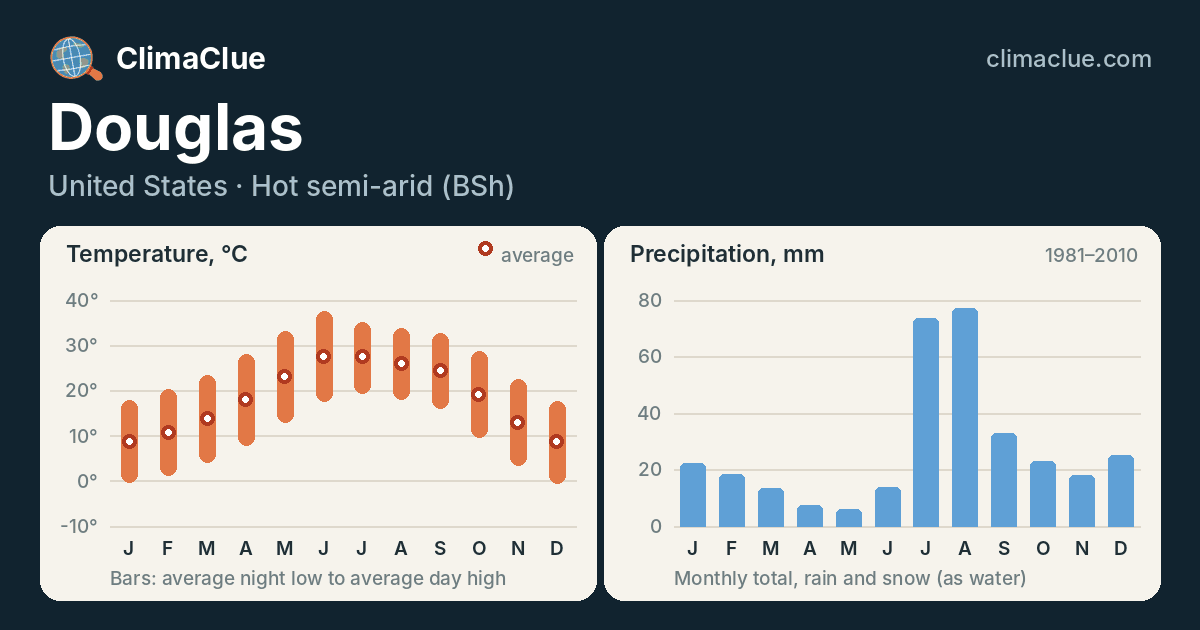 ClimaClue
climaclue.com
Douglas
United States · Hot semi-arid (BSh)
Temperature, °C
average
40°
30°
20°
10°
0°
-10°
J F M A M J J A S O N D
Bars: average night low to average day high
Precipitation, mm
1981–2010
80
60
40
20
0
J F M A M J J A S O N D
Monthly total, rain and snow (as water)